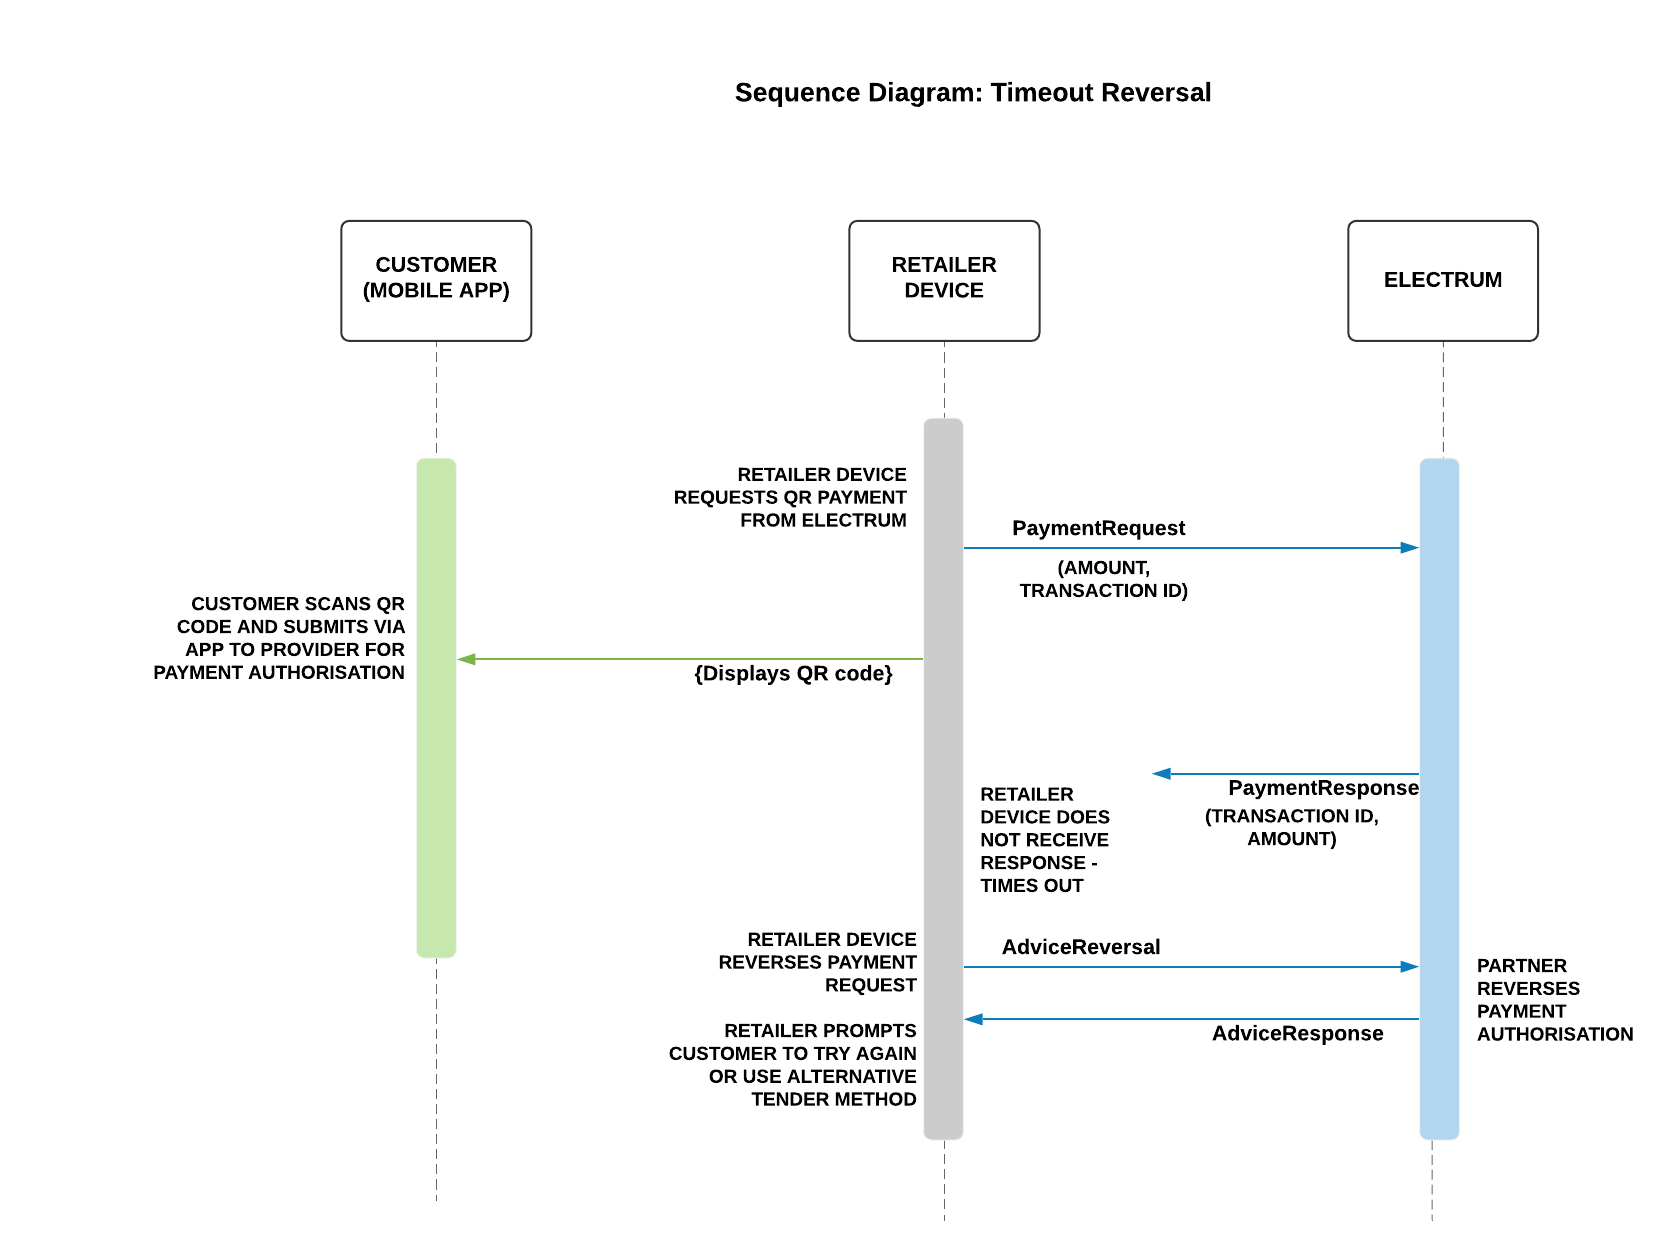 Sequence Diagram: Timeout Reversal
CUSTOMER
(MOBILE APP)
RETAILER
DEVICE
ELECTRUM
RETAILER DEVICE
REQUESTS QR PAYMENT
FROM ELECTRUM
PaymentRequest
(AMOUNT,
TRANSACTION ID)
CUSTOMER SCANS QR
CODE AND SUBMITS VIA
APP TO PROVIDER FOR
PAYMENT AUTHORISATION
{Displays QR code}
PaymentResponse
(TRANSACTION ID,
AMOUNT)
RETAILER
DEVICE DOES
NOT RECEIVE
RESPONSE -
TIMES OUT
RETAILER DEVICE
REVERSES PAYMENT
REQUEST
AdviceReversal
PARTNER
REVERSES
PAYMENT
AUTHORISATION
AdviceResponse
RETAILER PROMPTS
CUSTOMER TO TRY AGAIN
OR USE ALTERNATIVE
TENDER METHOD